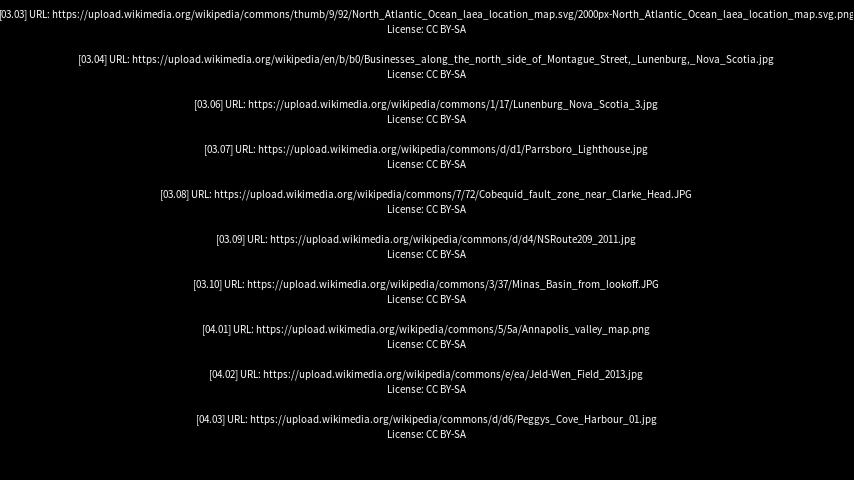 [03.03] URL: https://upload.wikimedia.org/wikipedia/commons/thumb/9/92/North_Atlantic_Ocean_laea_location_map.svg/2000px-North_Atlantic_Ocean_laea_location_map.svg.png
License: CC BY-SA
[03.04] URL: https://upload.wikimedia.org/wikipedia/en/b/b0/Businesses_along_the_north_side_of_Montague_Street,_Lunenburg,_Nova_Scotia.jpg
License: CC BY-SA
[03.06] URL: https://upload.wikimedia.org/wikipedia/commons/1/17/Lunenburg_Nova_Scotia_3.jpg
License: CC BY-SA
[03.07] URL: https://upload.wikimedia.org/wikipedia/commons/d/d1/Parrsboro_Lighthouse.jpg
License: CC BY-SA
[03.08] URL: https://upload.wikimedia.org/wikipedia/commons/7/72/Cobequid_fault_zone_near_Clarke_Head.JPG
License: CC BY-SA
[03.09] URL: https://upload.wikimedia.org/wikipedia/commons/d/d4/NSRoute209_2011.jpg
License: CC BY-SA
[03.10] URL: https://upload.wikimedia.org/wikipedia/commons/3/37/Minas_Basin_from_lookoff.JPG
License: CC BY-SA
[04.01] URL: https://upload.wikimedia.org/wikipedia/commons/5/5a/Annapolis_valley_map.png
License: CC BY-SA
[04.02] URL: https://upload.wikimedia.org/wikipedia/commons/e/ea/Jeld-Wen_Field_2013.jpg
License: CC BY-SA
[04.03] URL: https://upload.wikimedia.org/wikipedia/commons/d/d6/Peggys_Cove_Harbour_01.jpg
License: CC BY-SA